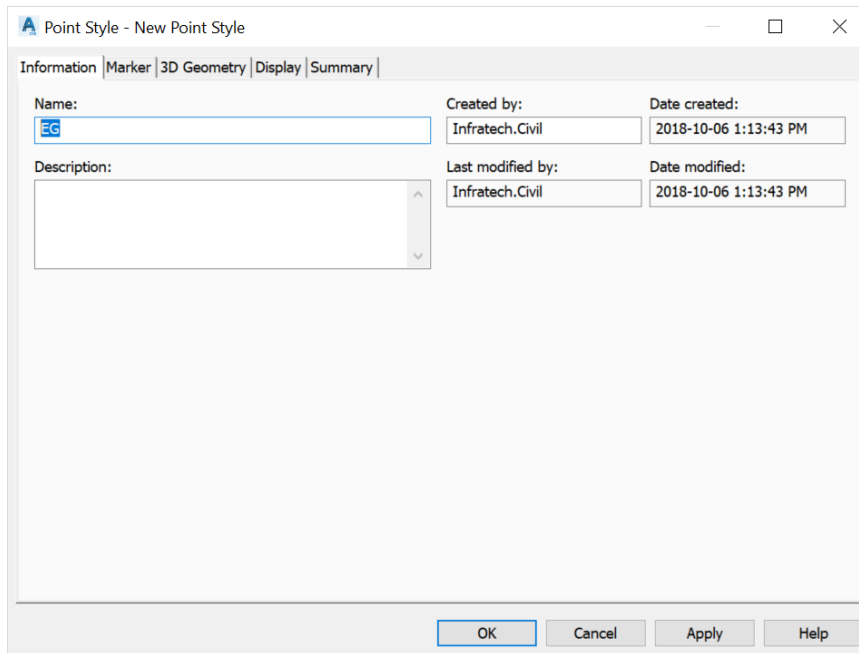 Point Style - New Point Style
Information Marker 3D Geometry Display Summary
Name: Created by: Date created:
EG Infratech.Civil 2018-10-06 1:13:43 PM
Description: Last modified by: Date modified:
Infratech.Civil 2018-10-06 1:13:43 PM
OK Cancel Apply Help